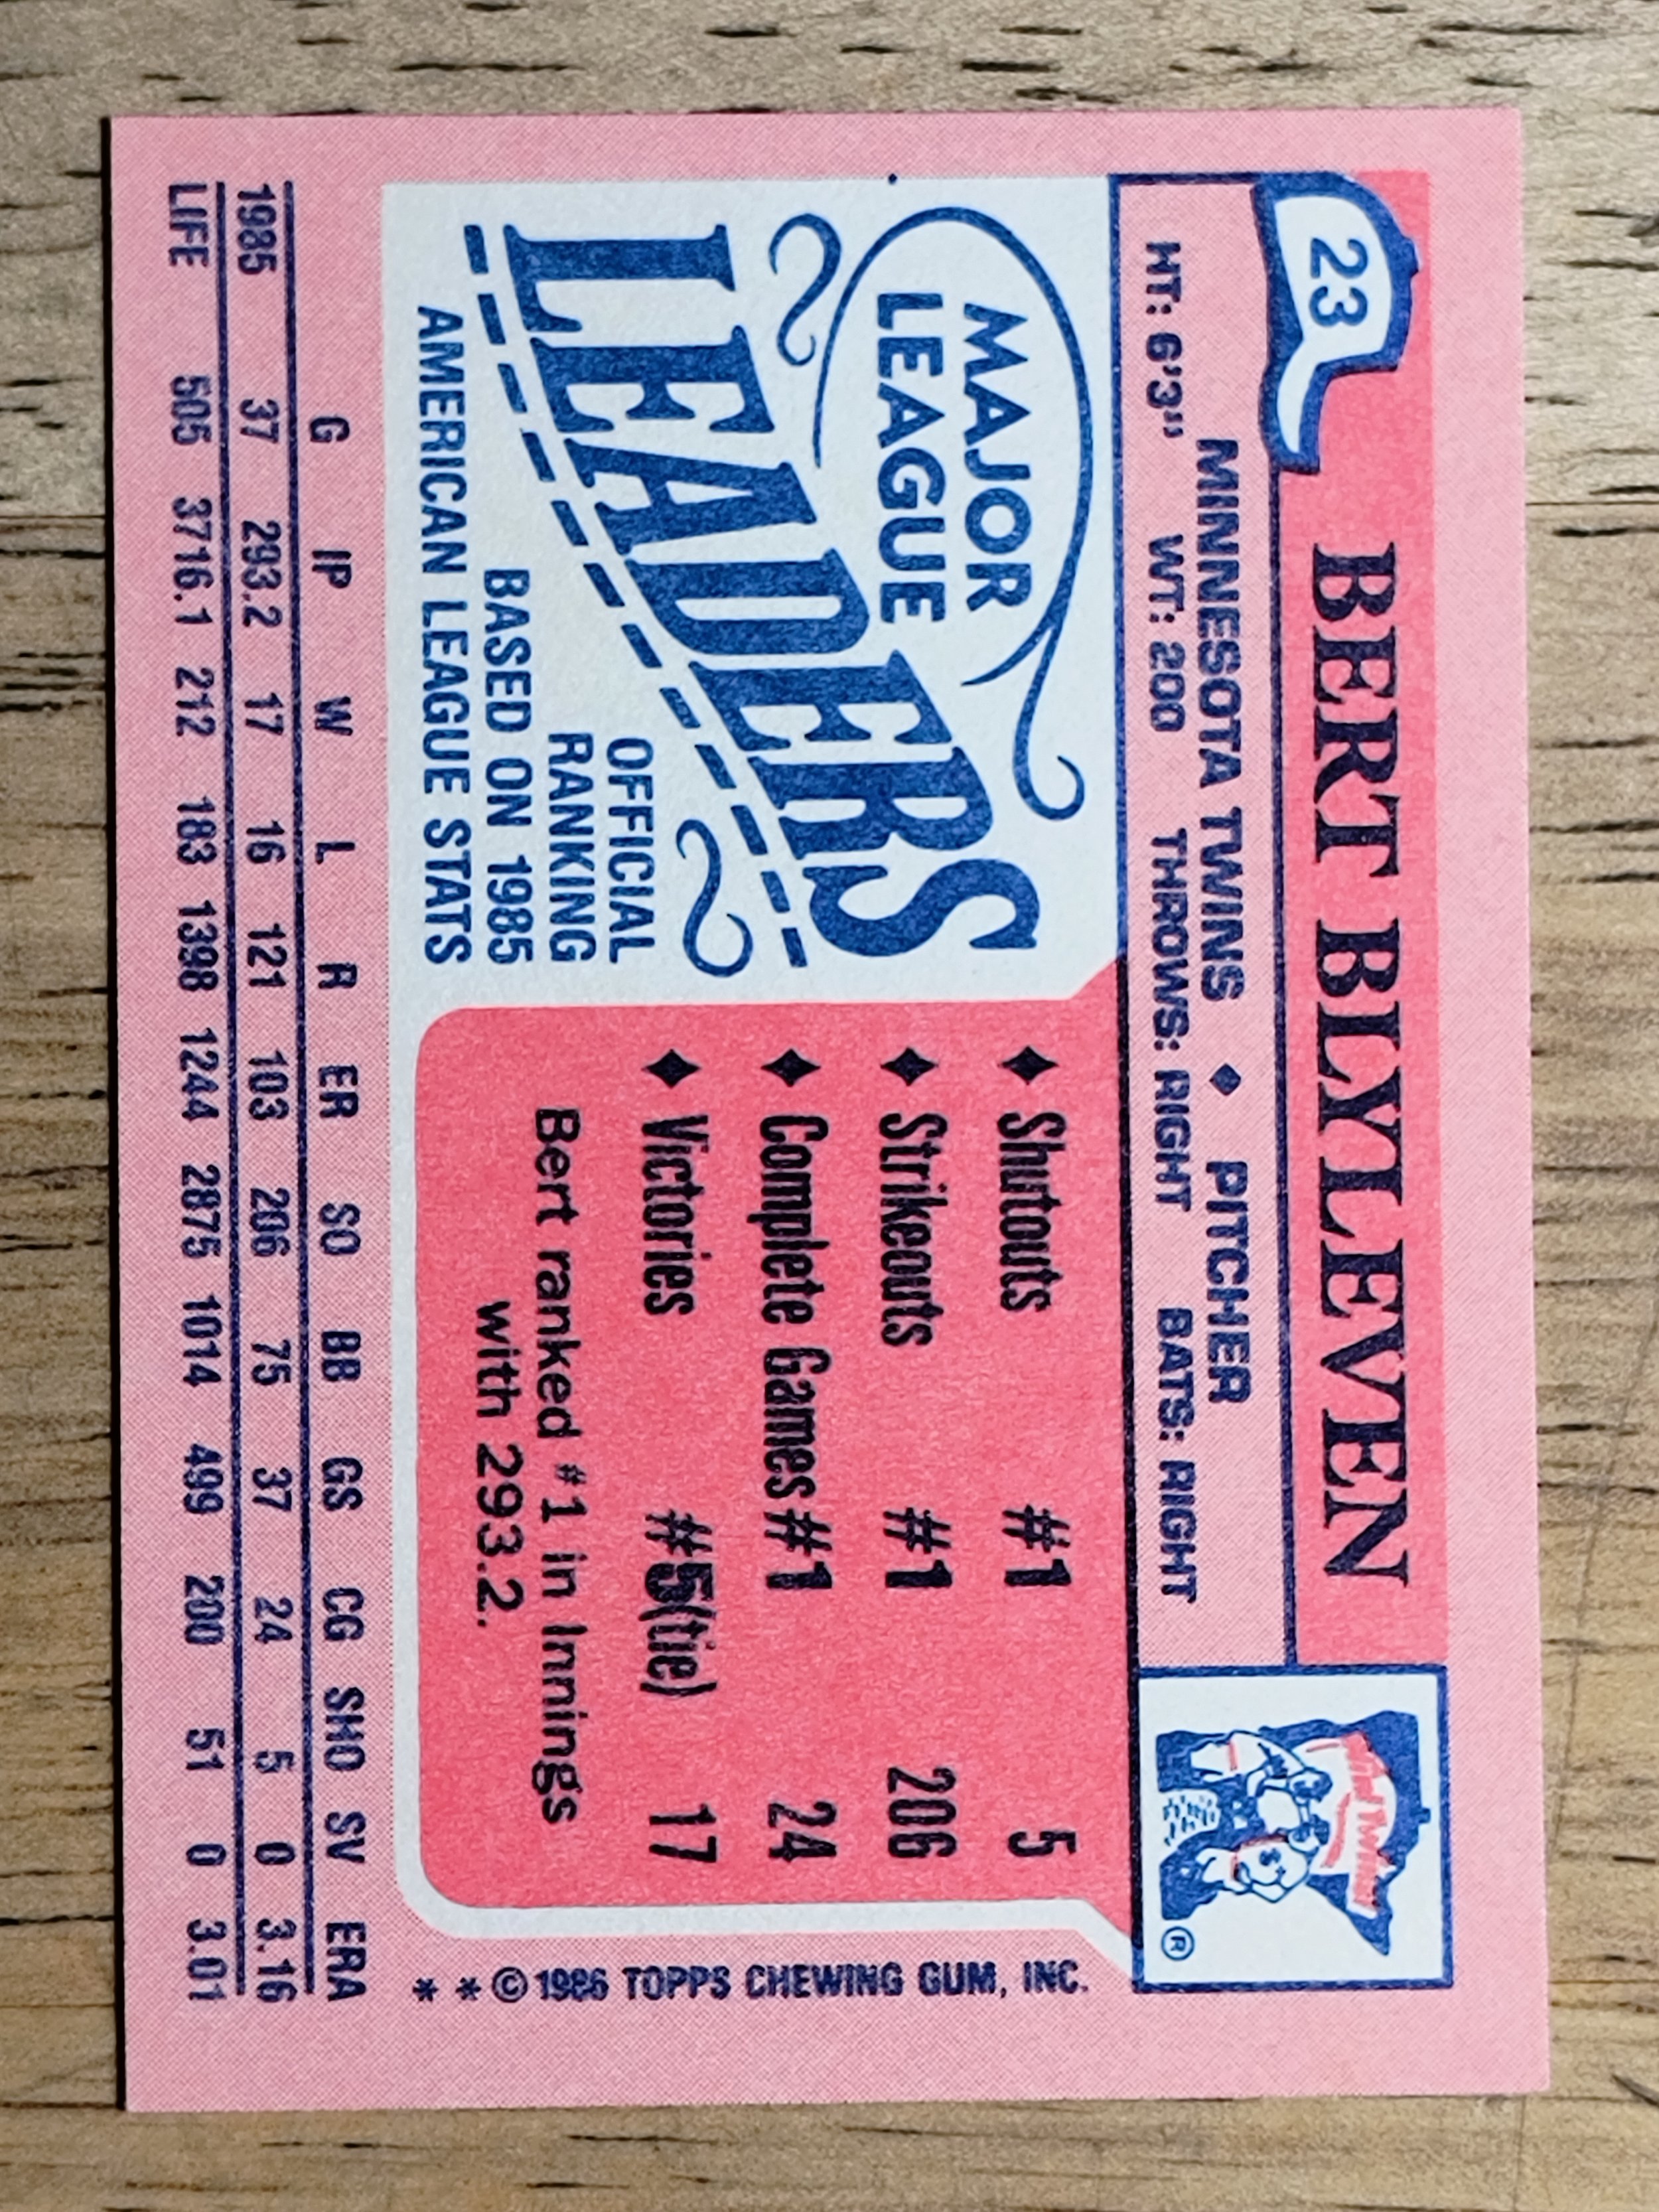 23
BERT BLYLEVEN
MINNESOTA TWINS ♦ PITCHER
HT: 6'3" WT: 200 THROWS: RIGHT BATS: RIGHT
®
MAJOR
LEAGUE
LEADERS
OFFICIAL
RANKING
BASED ON 1985
AMERICAN LEAGUE STATS
♦ Shutouts #1 5
♦ Strikeouts #1 206
♦ Complete Games #1 24
♦ Victories #5(tie) 17
Bert ranked #1 in Innings
with 293.2.
* * © 1986 TOPPS CHEWING GUM, INC.
G IP W L R ER SO BB GS CG SHO SV ERA
1985 37 293.2 17 16 121 103 206 75 37 24 5 0 3.16
LIFE 505 3716.1 212 183 1398 1244 2875 1014 499 200 51 0 3.01